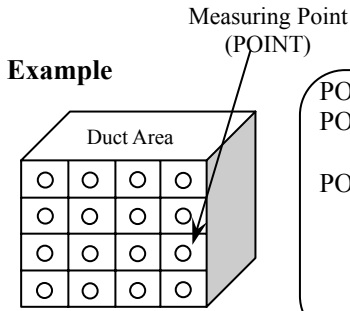 Measuring Point
(POINT)
Example
Duct Area
PO
PO
PO